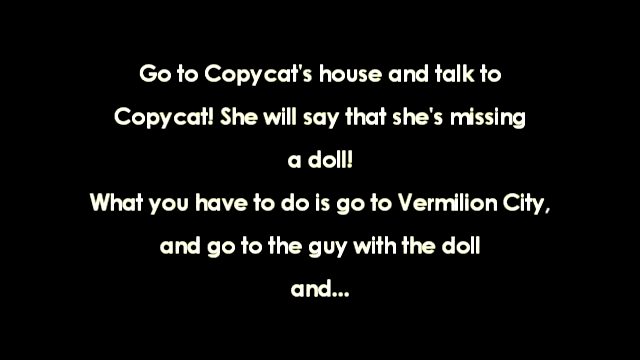 Go to Copycat's house and talk to
Copycat! She will say that she's missing
a doll!
What you have to do is go to Vermilion City,
and go to the guy with the doll
and...